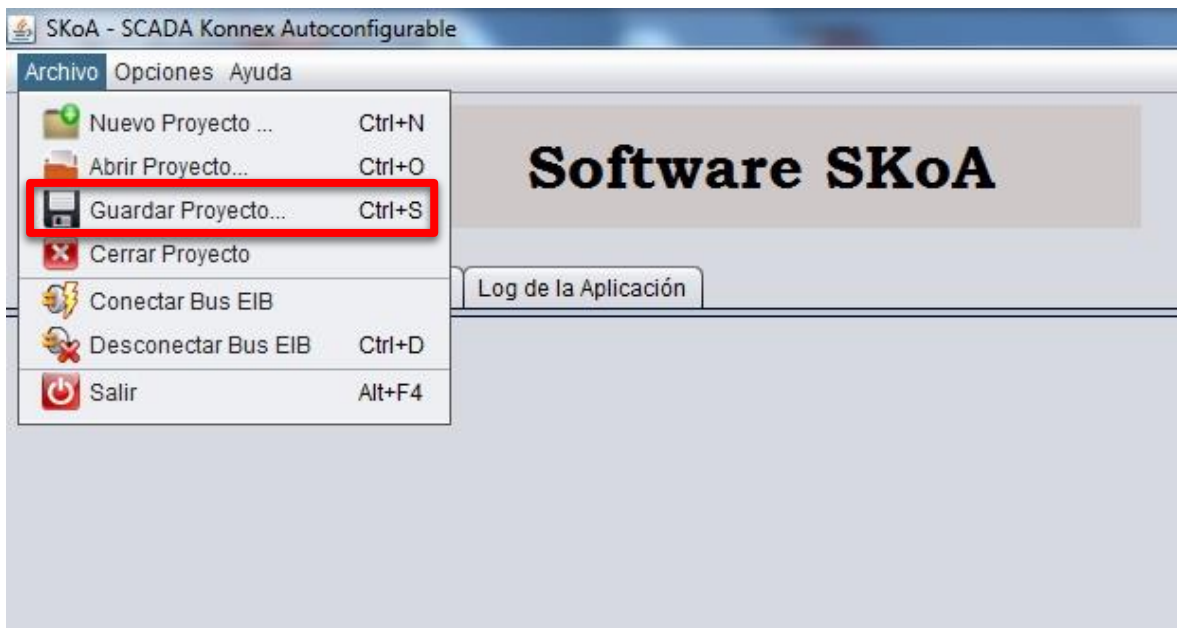 SKoA - SCADA Konnex Autoconfigurable
Archivo Opciones Ayuda
Nuevo Proyecto ... Ctrl+N
Abrir Proyecto... Ctrl+O
Guardar Proyecto... Ctrl+S
Cerrar Proyecto
Conectar Bus EIB
Desconectar Bus EIB Ctrl+D
Salir Alt+F4
Software SKoA
Log de la Aplicación